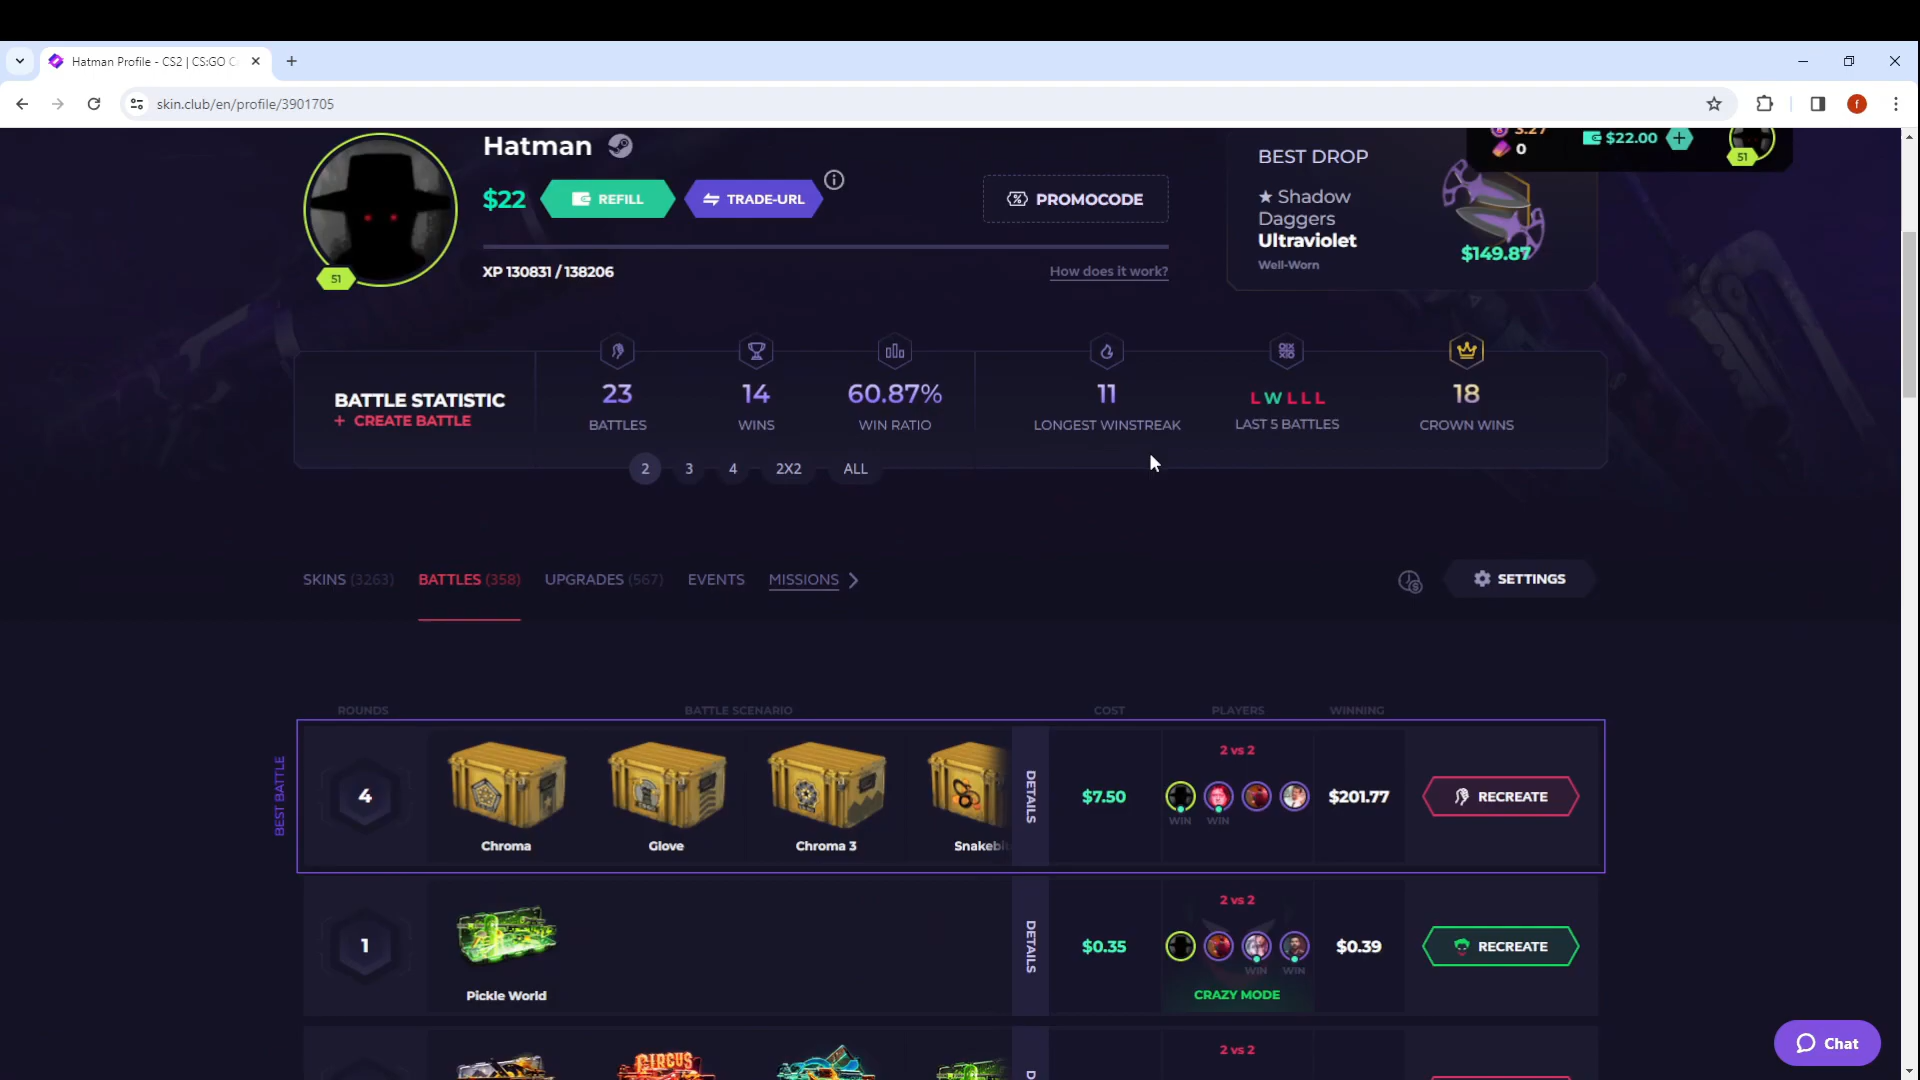 Hatman Profile - CS2 | CS:GO C
skin.club/en/profile/3901705
f
Hatman
$22
REFILL
TRADE-URL
PROMOCODE
XP 130831 / 138206
How does it work?
51
BEST DROP
★ Shadow
Daggers
Ultraviolet
Well-Worn
$149.87
3.27
0
$22.00
51
BATTLE STATISTIC
+ CREATE BATTLE
23
BATTLES
14
WINS
60.87%
WIN RATIO
11
LONGEST WINSTREAK
L W L L L
LAST 5 BATTLES
18
CROWN WINS
2 3 4 2X2 ALL
SKINS (3263) BATTLES (358) UPGRADES (567) EVENTS MISSIONS
SETTINGS
ROUNDS BATTLE SCENARIO COST PLAYERS WINNING
BEST BATTLE
4
Chroma
Glove
Chroma 3
Snakebi
DETAILS
$7.50
2 vs 2
WIN WIN
$201.77
RECREATE
1
Pickle World
DETAILS
$0.35
2 vs 2
WIN WIN
CRAZY MODE
$0.39
RECREATE
CIRCUS
2 vs 2
Chat